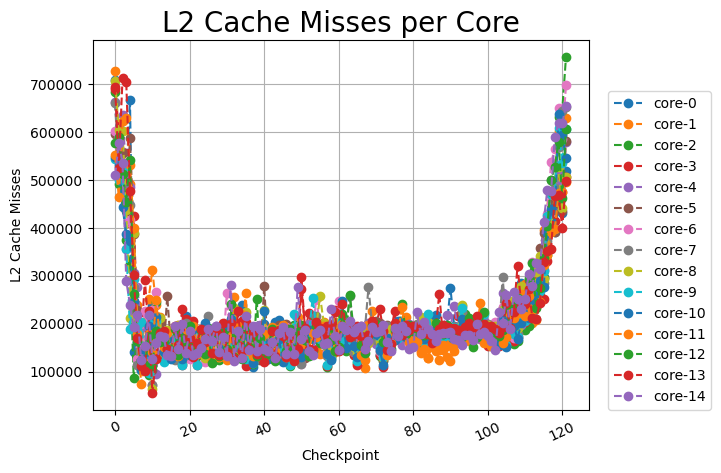 L2 Cache Misses per Core
L2 Cache Misses
700000
600000
500000
400000
300000
200000
100000
0
20
40
60
80
100
120
Checkpoint
core-0
core-1
core-2
core-3
core-4
core-5
core-6
core-7
core-8
core-9
core-10
core-11
core-12
core-13
core-14